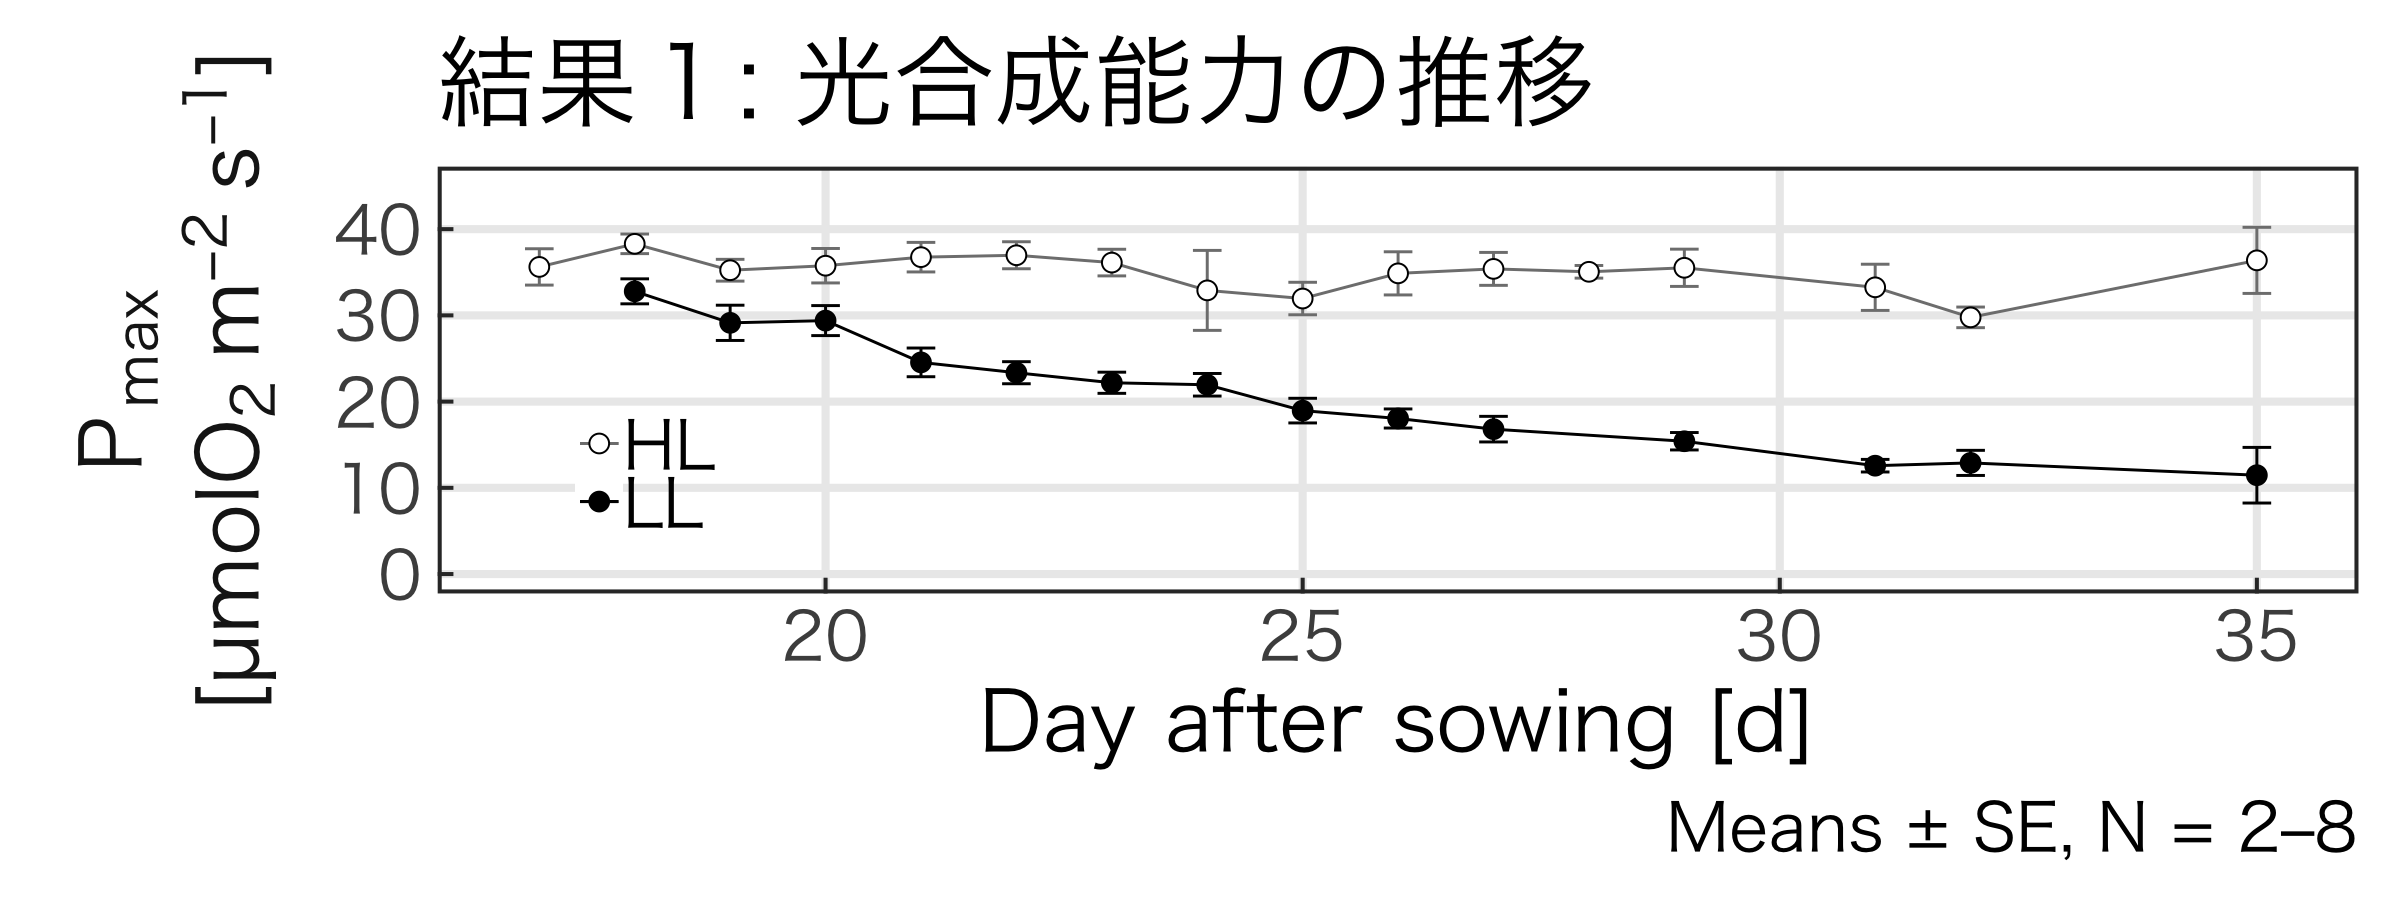 結果1: 光合成能力の推移
Pmax
[µmolO₂ m⁻² s⁻¹]
40
30
20
10
0
HL
LL
20 25 30 35
Day after sowing [d]
Means ± SE, N = 2–8